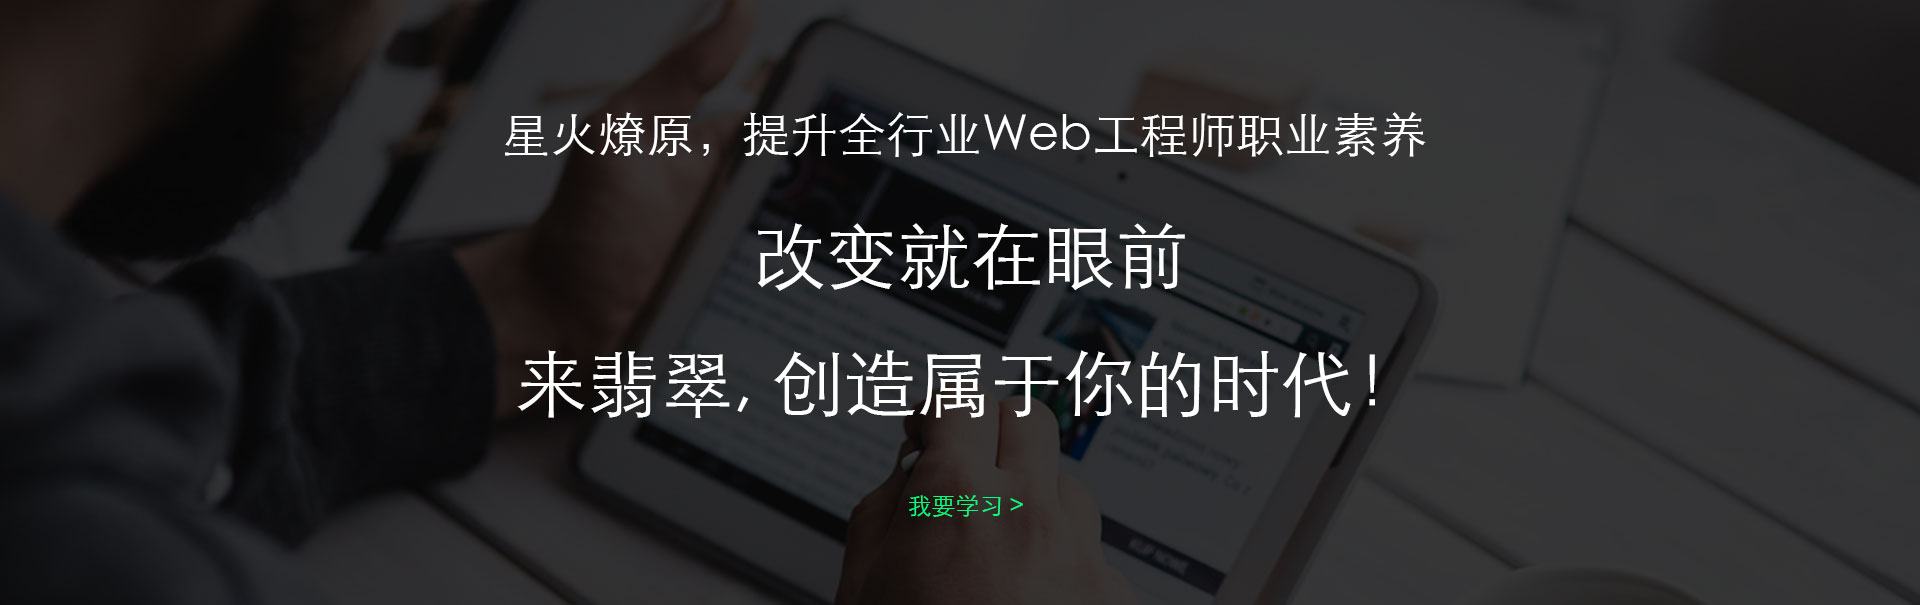 星火燎原，提升全行业Web工程师职业素养
改变就在眼前
来翡翠,创造属于你的时代!
我要学习 >
KUP NOWE